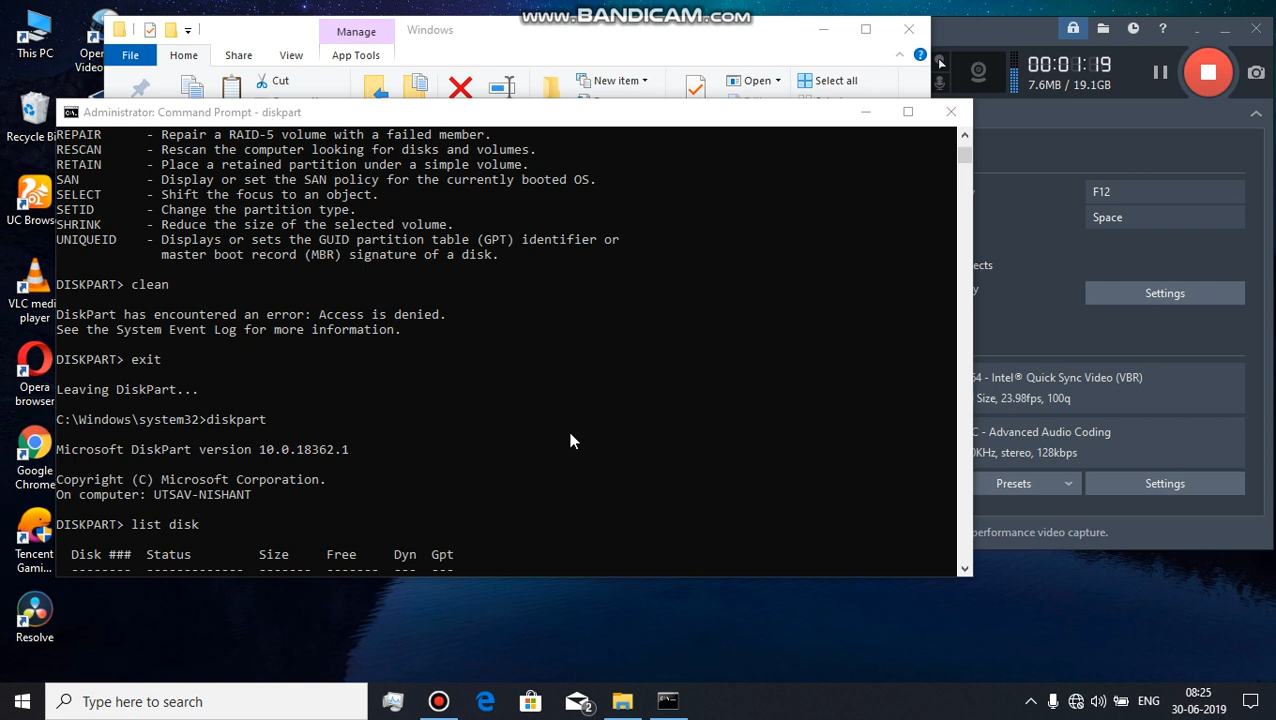 www.BANDICAM.com
This PC
Open
Video
Recycle Bi
UC Brows
VLC media
player
Opera
browser
Google
Chrome
Tencent
Gami...
Resolve
Manage
Windows
File
Home
Share
View
App Tools
Cut
New item
Open
Select all
00:01:19
7.6MB / 19.1GB
Administrator: Command Prompt - diskpart
REPAIR - Repair a RAID-5 volume with a failed member.
RESCAN - Rescan the computer looking for disks and volumes.
RETAIN - Place a retained partition under a simple volume.
SAN - Display or set the SAN policy for the currently booted OS.
SELECT - Shift the focus to an object.
SETID - Change the partition type.
SHRINK - Reduce the size of the selected volume.
UNIQUEID - Displays or sets the GUID partition table (GPT) identifier or
master boot record (MBR) signature of a disk.
DISKPART> clean
DiskPart has encountered an error: Access is denied.
See the System Event Log for more information.
DISKPART> exit
Leaving DiskPart...
C:\Windows\system32>diskpart
Microsoft DiskPart version 10.0.18362.1
Copyright (C) Microsoft Corporation.
On computer: UTSAV-NISHANT
DISKPART> list disk
Disk ### Status Size Free Dyn Gpt
-------- ------------- ------- ------- --- ---
F12
Space
ects
Settings
54 - Intel® Quick Sync Video (VBR)
Size, 23.98fps, 100q
C - Advanced Audio Coding
0KHz, stereo, 128kbps
Presets
Settings
performance video capture.
Type here to search
2
ENG
08:25
30-06-2019